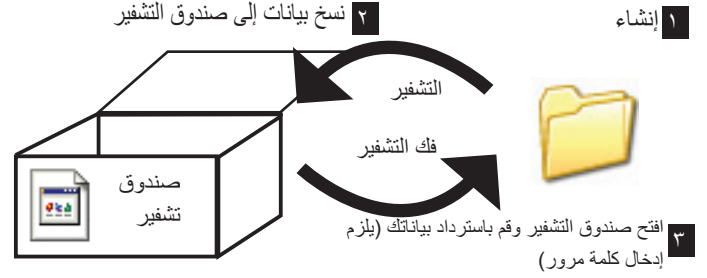 ١ إنشاء
٢ نسخ بيانات إلى صندوق التشفير
التشفير
فك التشفير
صندوق
تشفير
٣ افتح صندوق التشفير وقم باسترداد بياناتك (يلزم
إدخال كلمة مرور)